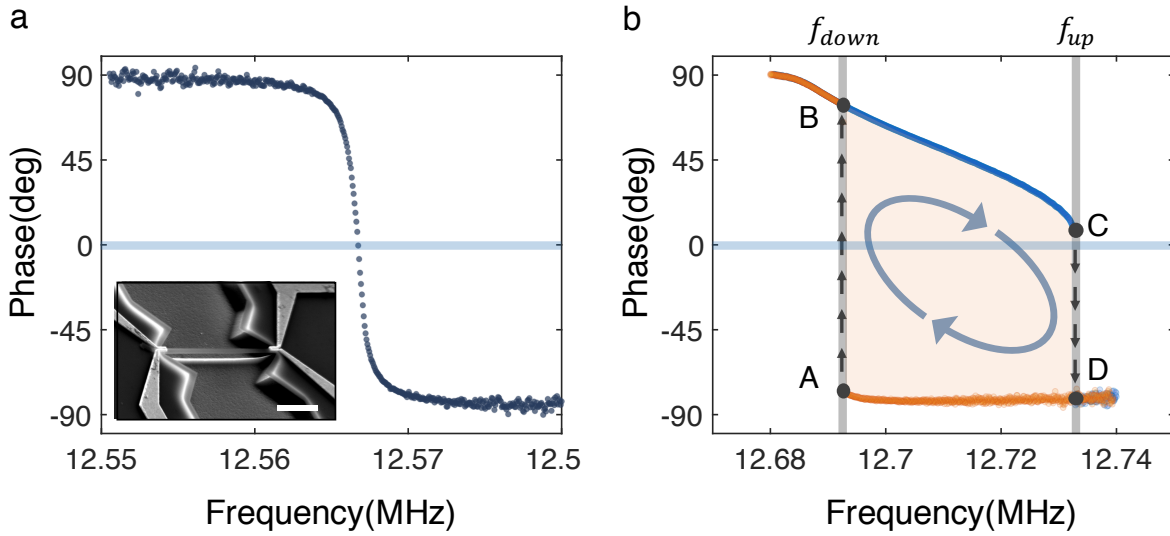 a
90
45
0
-45
-90
Phase(deg)
12.55
12.56
12.57
12.5
Frequency(MHz)
b
f_down
f_up
90
45
0
-45
-90
Phase(deg)
B
C
A
D
12.68
12.7
12.72
12.74
Frequency(MHz)